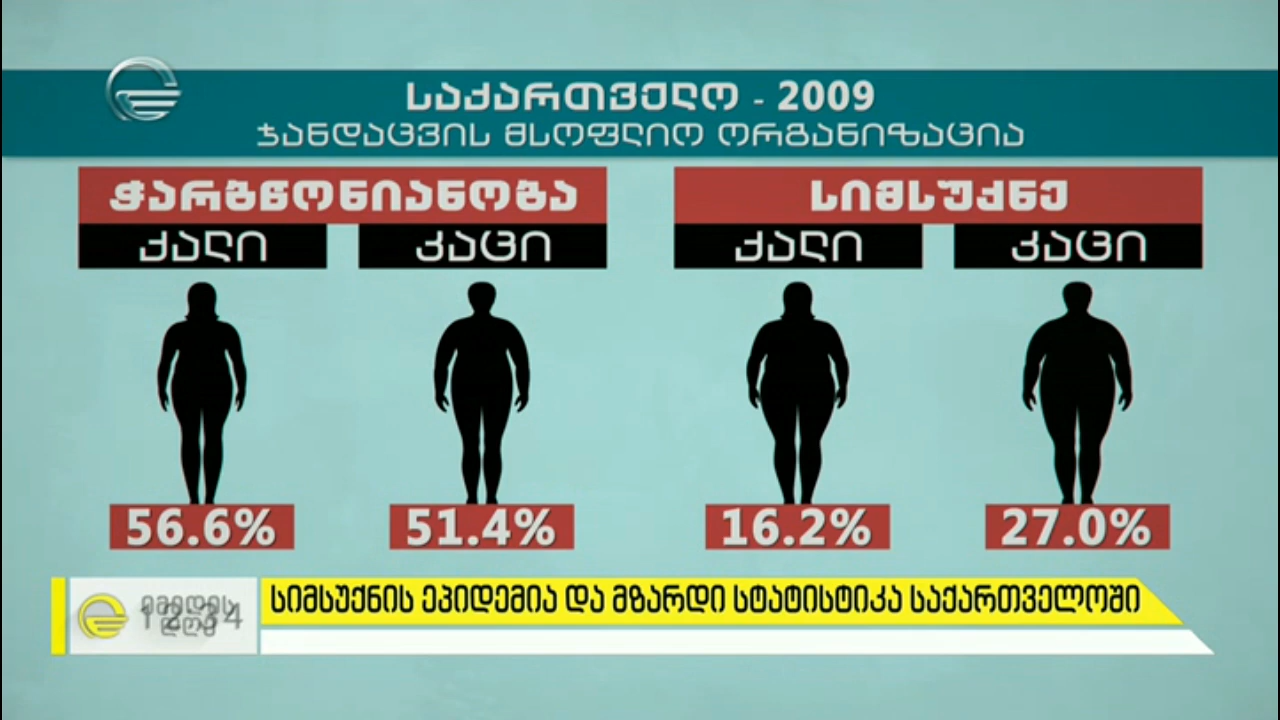 საქართველო - 2009
ჯანდაცვის მსოფლიო ორგანიზაცია
ჭარბწონიანობა
სიმსუქნე
ქალი
კაცი
ქალი
კაცი
56.6%
51.4%
16.2%
27.0%
სიმსუქნის ეპიდემია და მზარდი სტატისტიკა საქართველოში